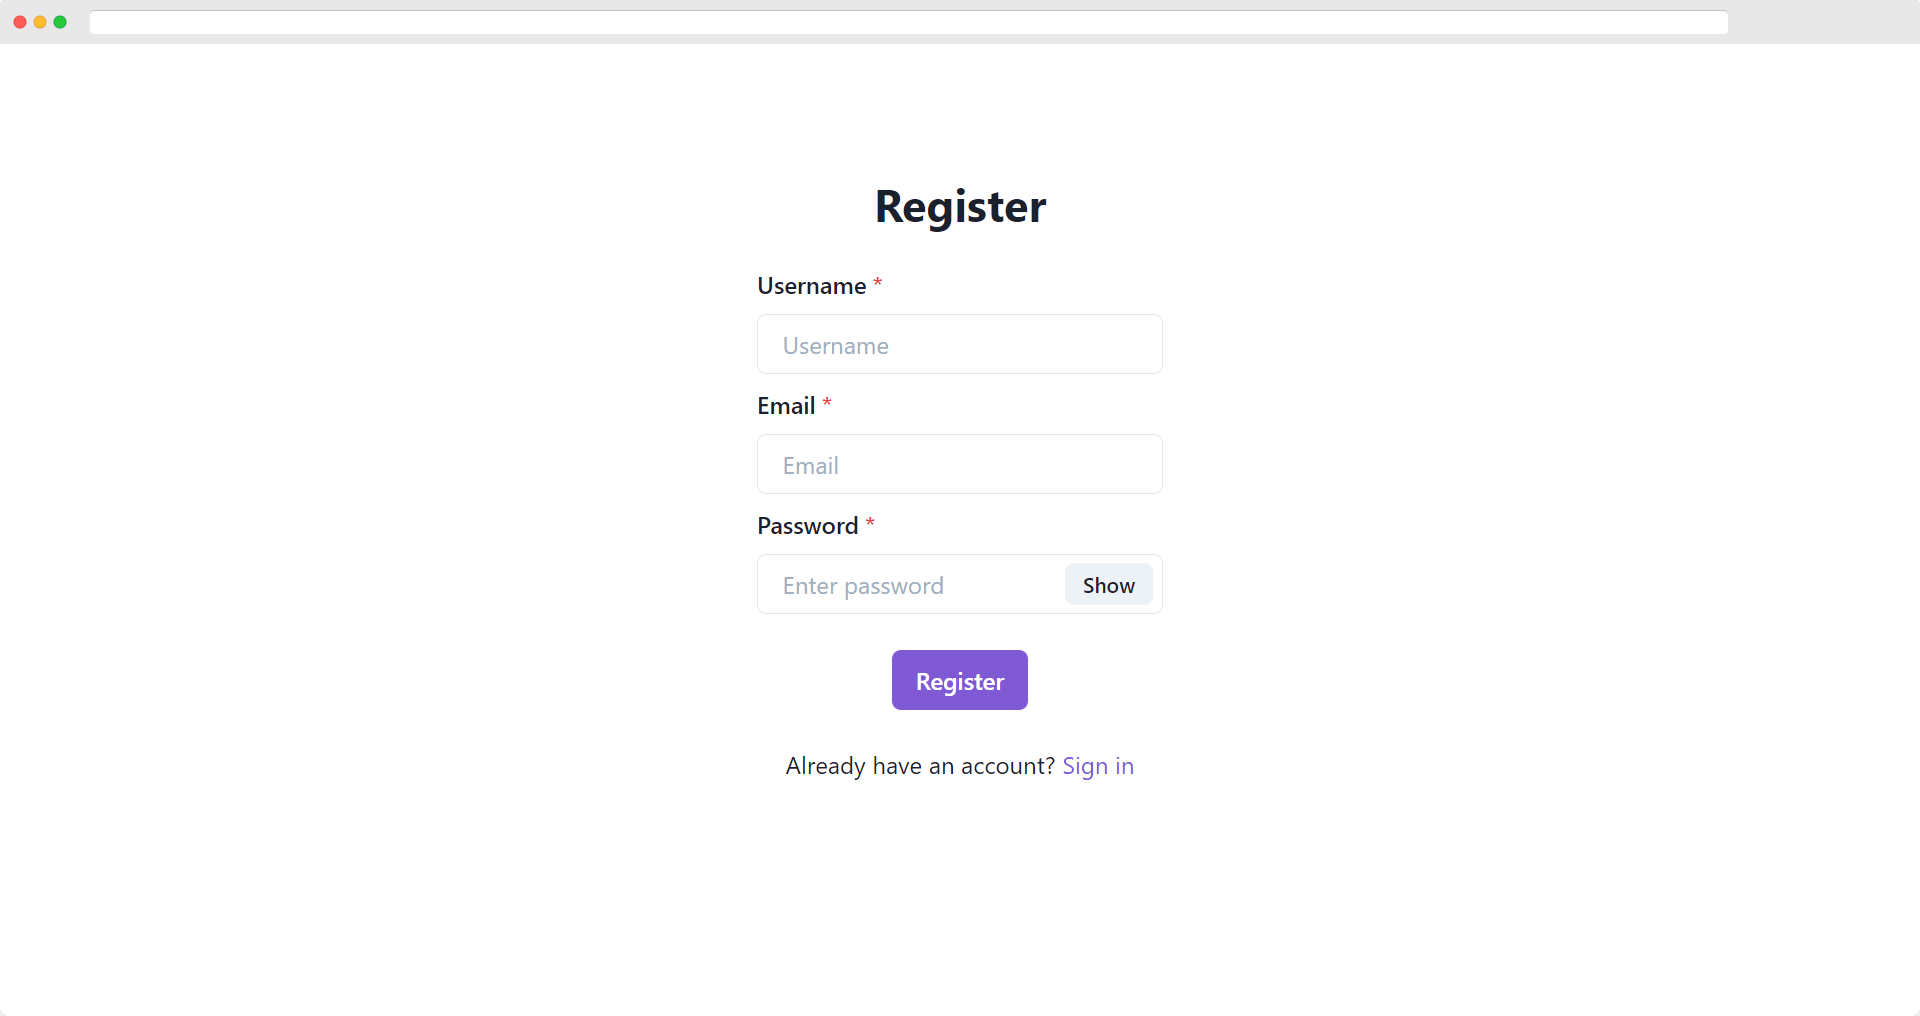 Register
Username *
Username
Email *
Email
Password *
Enter password Show
Register
Already have an account? Sign in